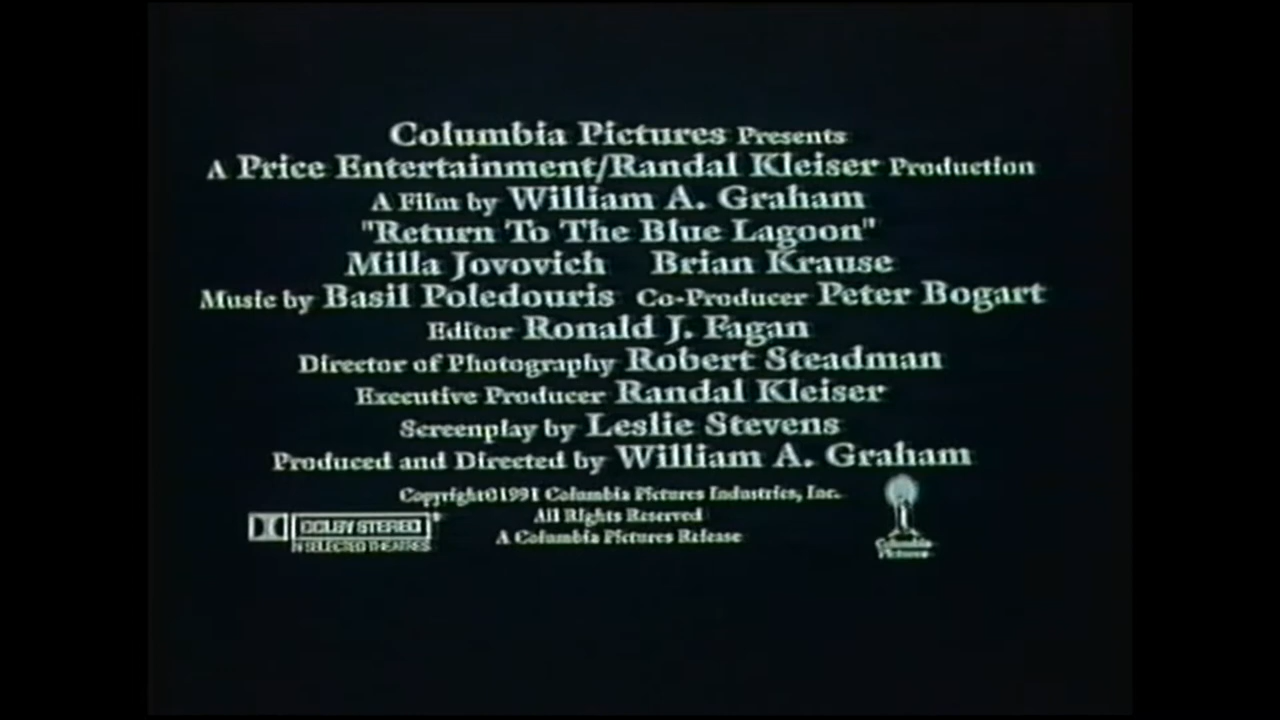 Columbia Pictures Presents
A Price Entertainment/Randal Kleiser Production
A Film by William A. Graham
"Return To The Blue Lagoon"
Milla Jovovich Brian Krause
Music by Basil Poledouris Co-Producer Peter Bogart
Editor Ronald J. Fagan
Director of Photography Robert Steadman
Executive Producer Randal Kleiser
Screenplay by Leslie Stevens
Produced and Directed by William A. Graham
Copyright©1991 Columbia Pictures Industries, Inc.
All Rights Reserved
A Columbia Pictures Release
DOLBY STEREO
IN SELECTED THEATRES
Columbia
Pictures